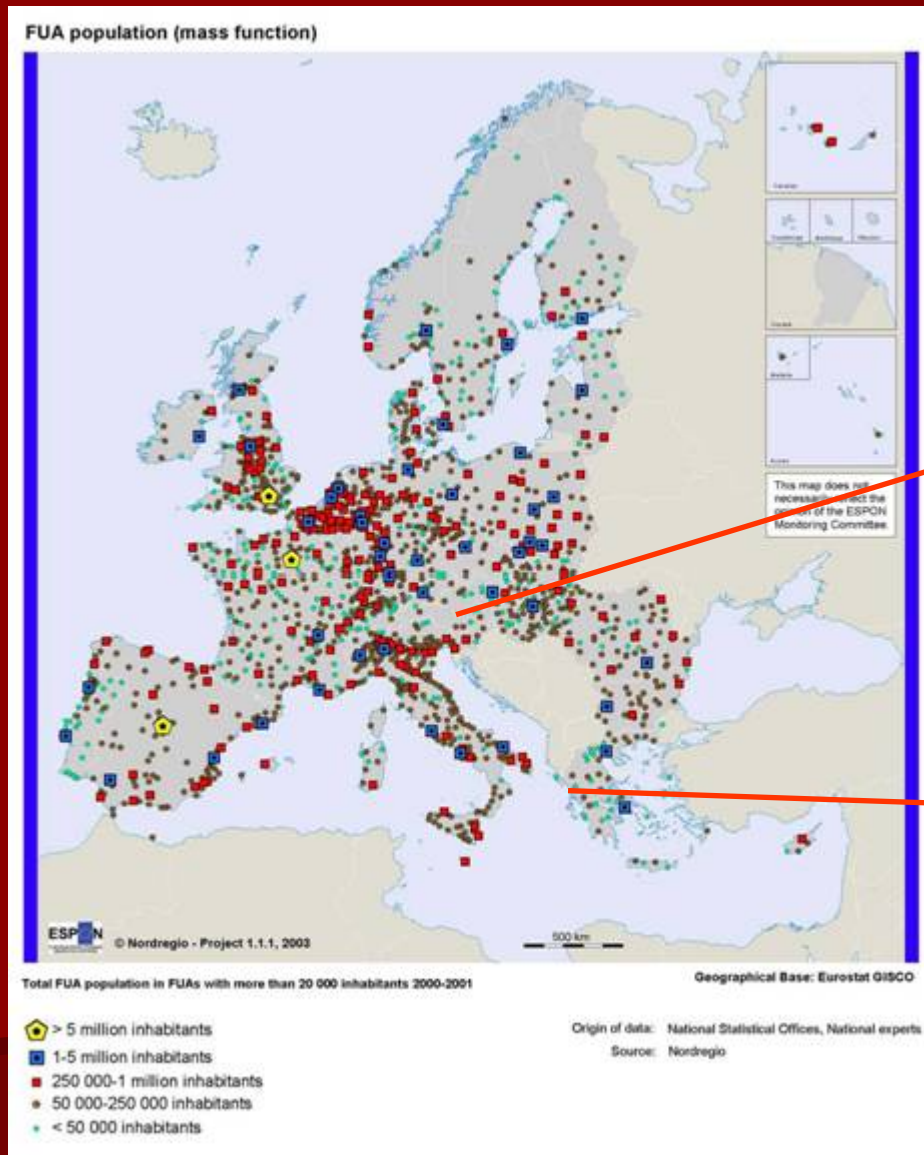 FUA population (mass function)
This map does not
necessarily reflect the
opinion of the ESPON
Monitoring Committee.
ESPON
© Nordregio - Project 1.1.1, 2003
500 km
Total FUA population in FUAs with more than 20 000 inhabitants 2000-2001
Geographical Base: Eurostat GISCO
> 5 million inhabitants
1-5 million inhabitants
250 000-1 million inhabitants
50 000-250 000 inhabitants
< 50 000 inhabitants
Origin of data: National Statistical Offices, National experts
Source: Nordregio